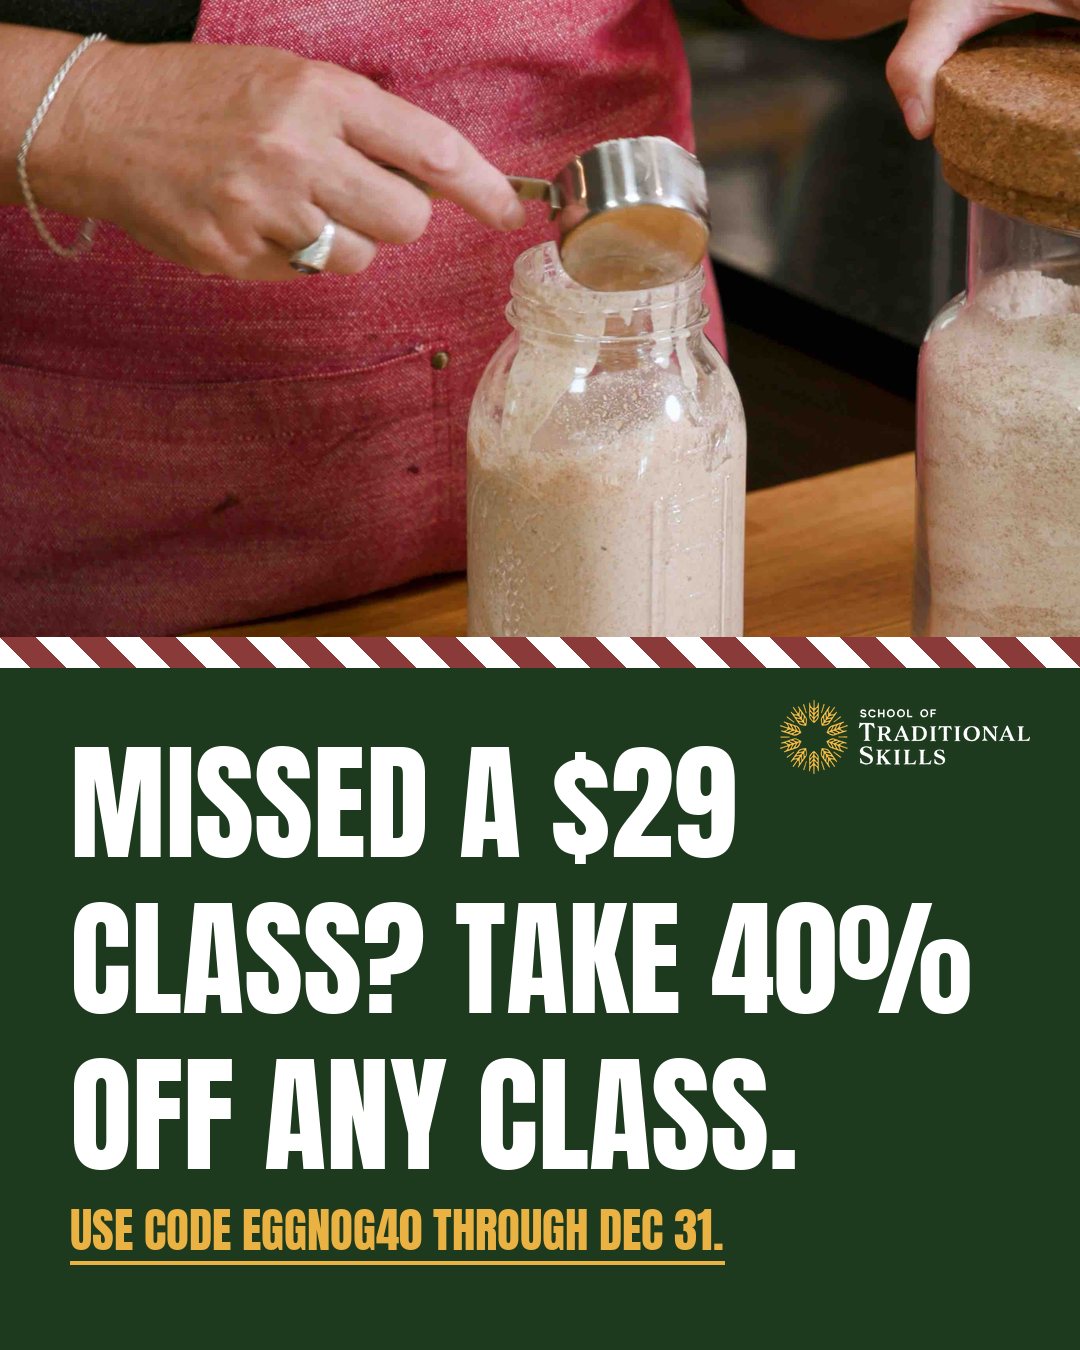 SCHOOL OF
TRADITIONAL
SKILLS
MISSED A $29
CLASS? TAKE 40%
OFF ANY CLASS.
USE CODE EGGNOG40 THROUGH DEC 31.